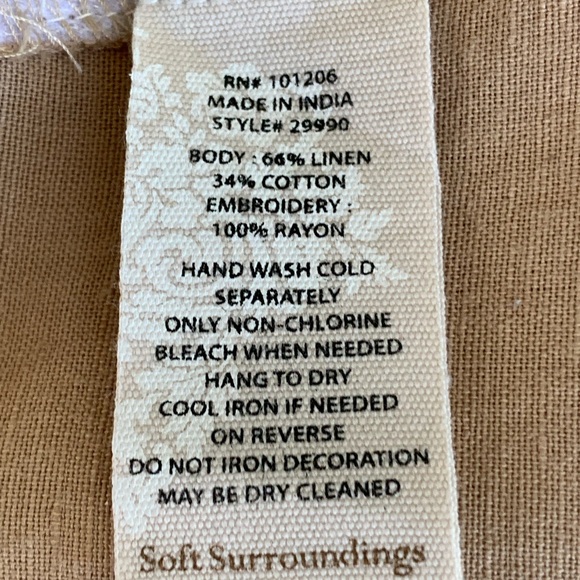 RN# 101206
MADE IN INDIA
STYLE# 29990
BODY : 66% LINEN
34% COTTON
EMBROIDERY :
100% RAYON
HAND WASH COLD
SEPARATELY
ONLY NON-CHLORINE
BLEACH WHEN NEEDED
HANG TO DRY
COOL IRON IF NEEDED
ON REVERSE
DO NOT IRON DECORATION
MAY BE DRY CLEANED
Soft Surroundings